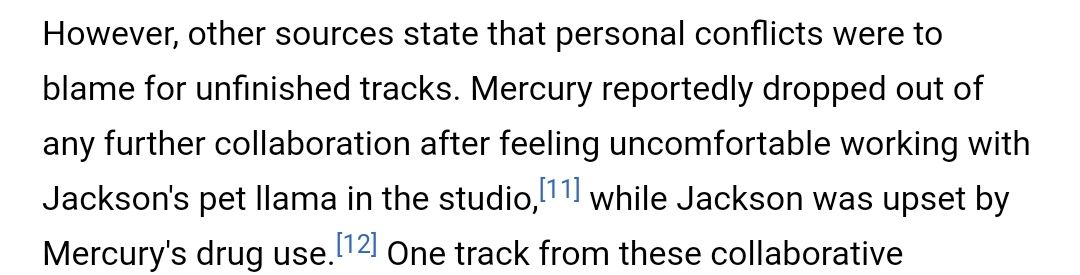 However, other sources state that personal conflicts were to
blame for unfinished tracks. Mercury reportedly dropped out of
any further collaboration after feeling uncomfortable working with
Jackson's pet llama in the studio,[11] while Jackson was upset by
Mercury's drug use.[12] One track from these collaborative